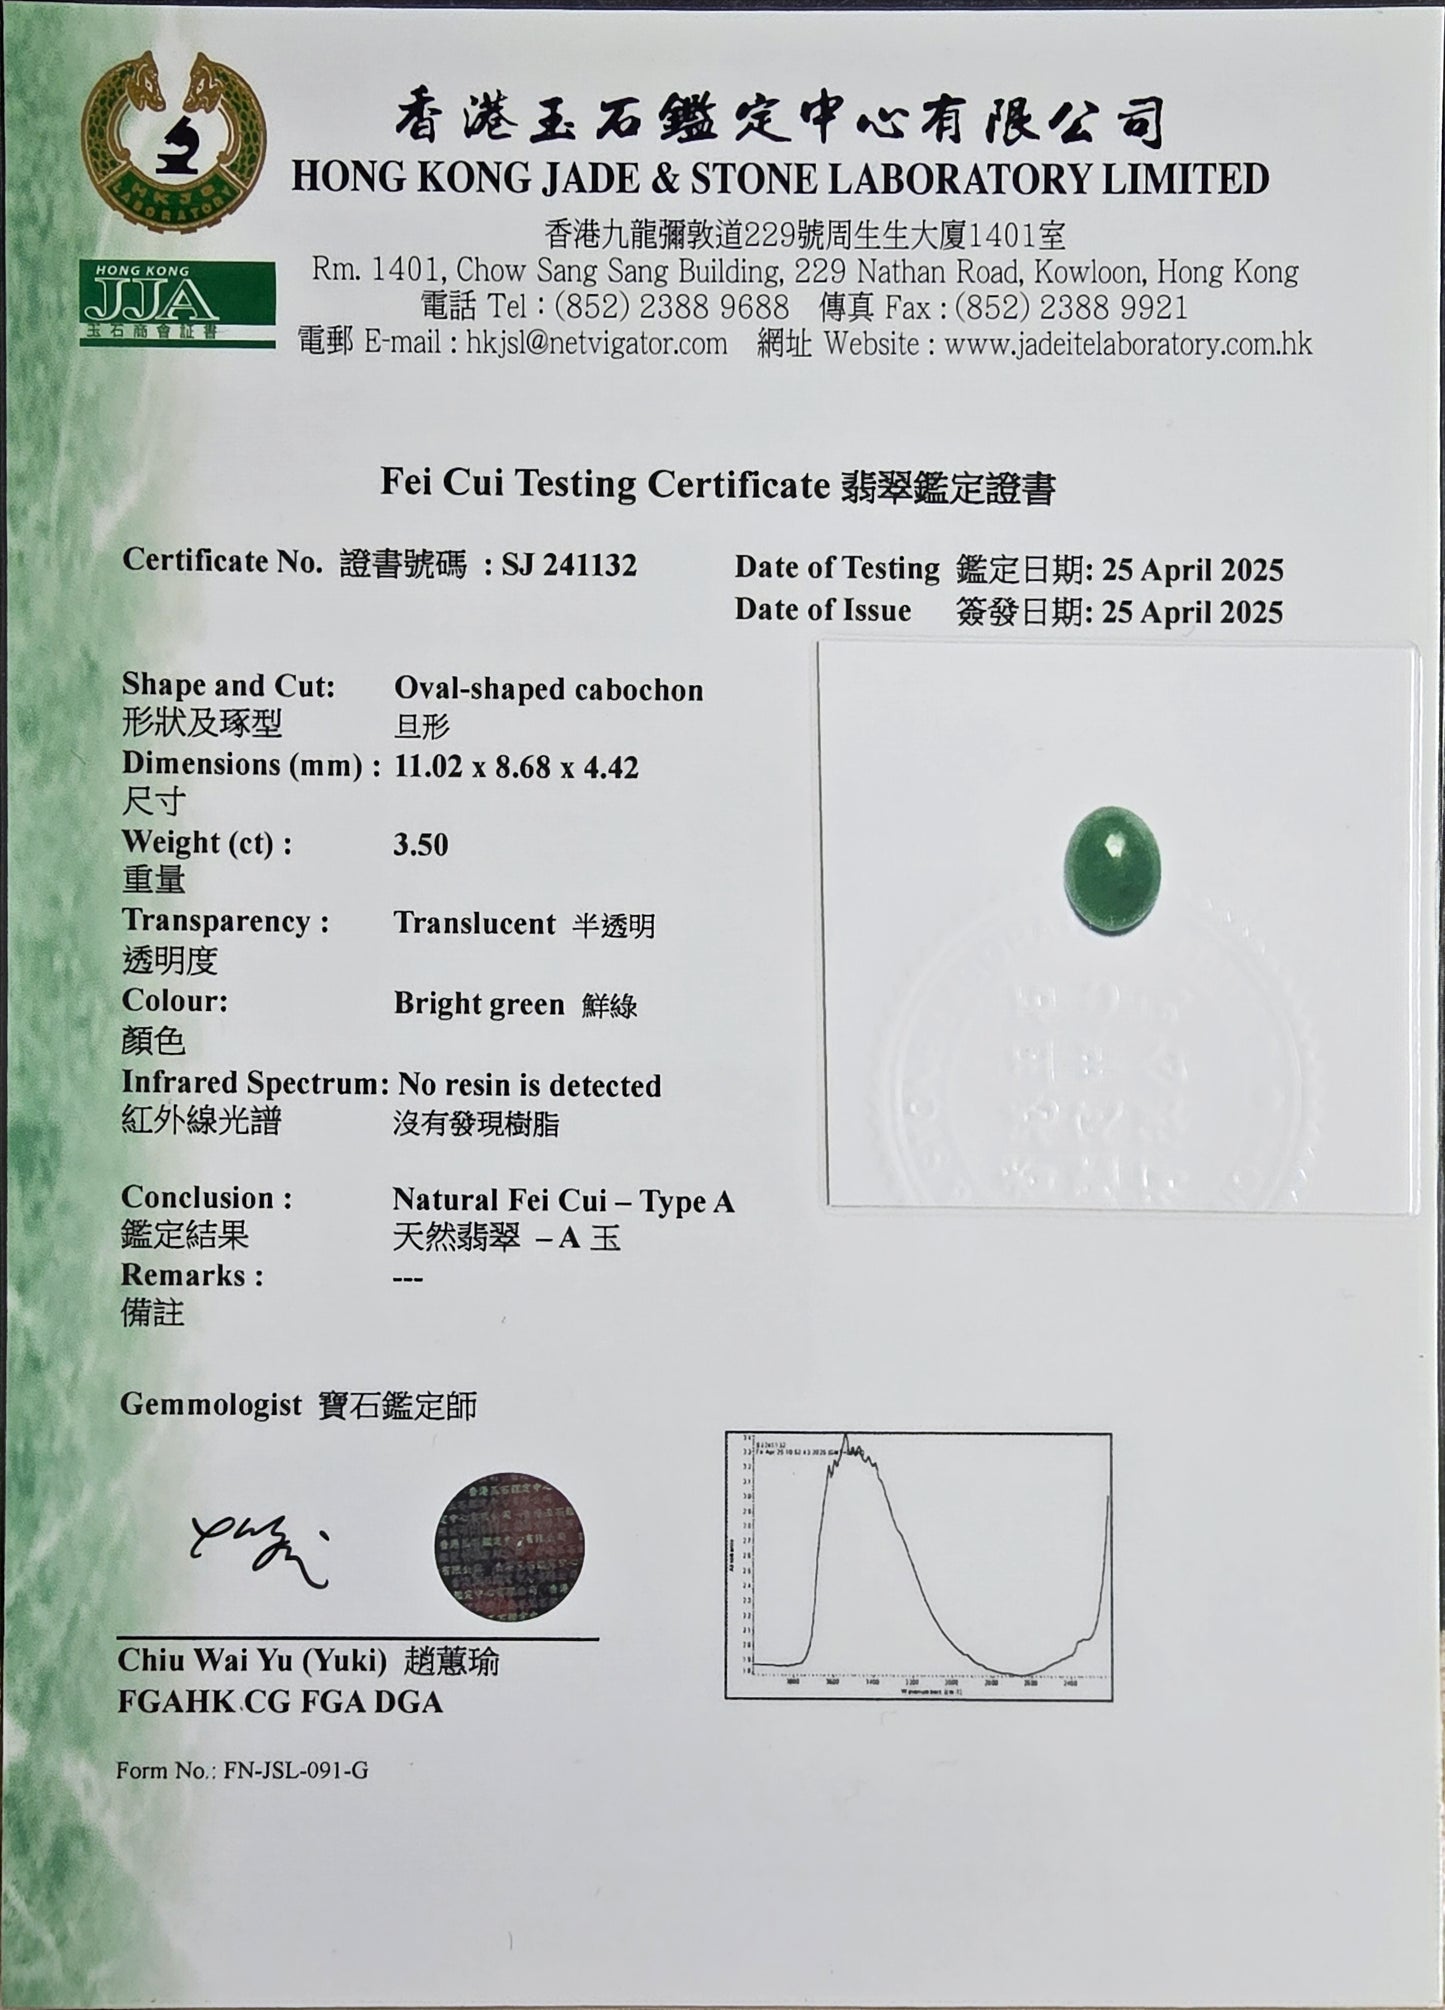 香港玉石鑑定中心有限公司
HONG KONG JADE & STONE LABORATORY LIMITED
HKJS
LABORATORY
香港九龍彌敦道229號周生生大廈1401室
Rm. 1401, Chow Sang Sang Building, 229 Nathan Road, Kowloon, Hong Kong
HONG KONG
JJA
玉石商會証書
電話 Tel : (852) 2388 9688 傳真 Fax : (852) 2388 9921
電郵 E-mail : hkjsl@netvigator.com 網址 Website : www.jadeitelaboratory.com.hk
Fei Cui Testing Certificate 翡翠鑑定證書
Certificate No. 證書號碼 : SJ 241132
Date of Testing 鑑定日期: 25 April 2025
Date of Issue 簽發日期: 25 April 2025
Shape and Cut: Oval-shaped cabochon
形狀及琢型 旦形
Dimensions (mm) : 11.02 x 8.68 x 4.42
尺寸
Weight (ct) : 3.50
重量
Transparency : Translucent 半透明
透明度
Colour: Bright green 鮮綠
顏色
Infrared Spectrum: No resin is detected
紅外線光譜 沒有發現樹脂
Conclusion : Natural Fei Cui – Type A
鑑定結果 天然翡翠 – A 玉
Remarks : ---
備註
Gemmologist 寶石鑑定師
Chiu Wai Yu (Yuki) 趙蕙瑜
FGAHK CG FGA DGA
Form No.: FN-JSL-091-G